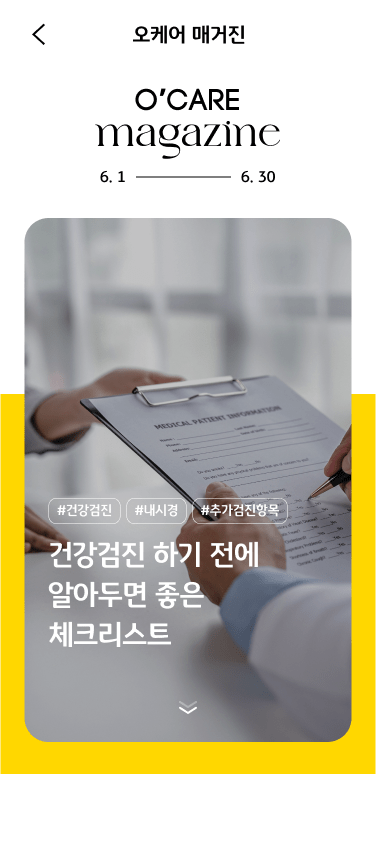 오케어 매거진
O'CARE
magazine
6. 1 6. 30
MEDICAL PATIENT INFORMATION
#건강검진 #내시경 #추가검진항목
건강검진 하기 전에
알아두면 좋은
체크리스트